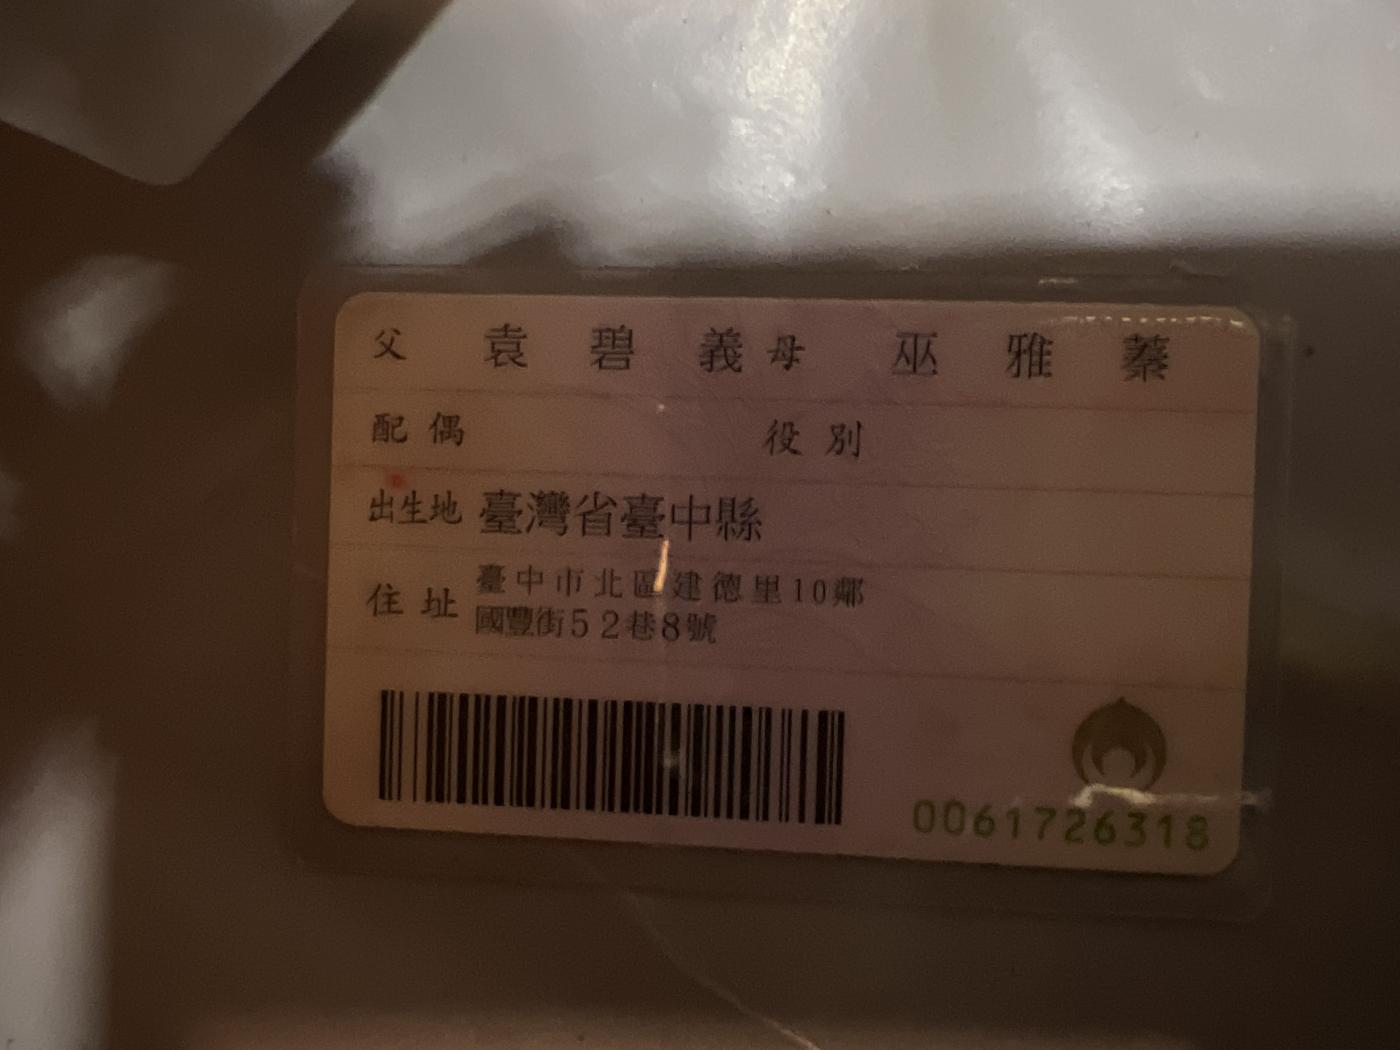 父 袁碧義 母 巫雅蓁
配偶 役別
出生地 臺灣省臺中縣
住址 臺中市北區建德里10鄰
國豐街52巷8號
0061726318